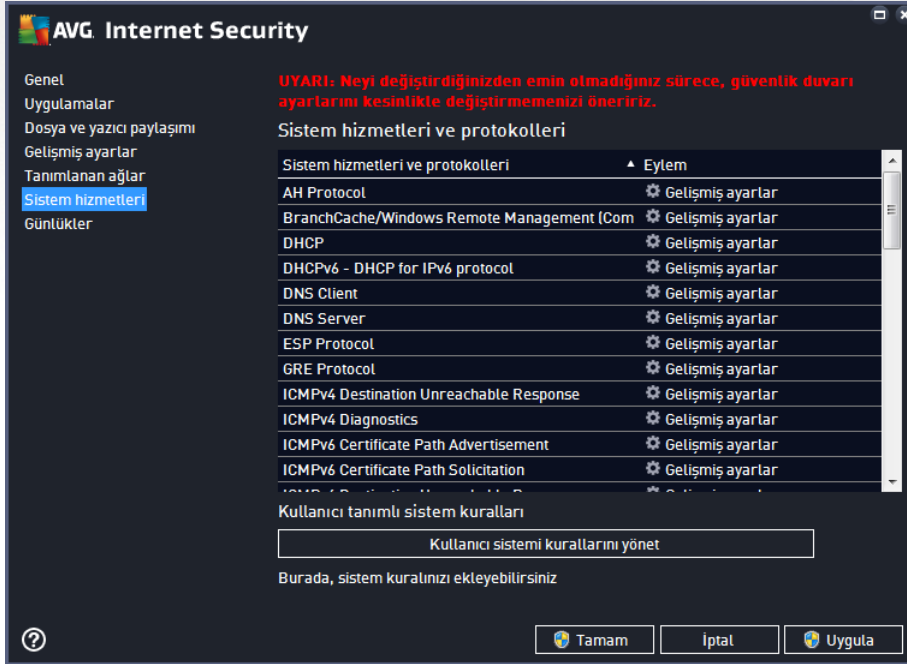 AVG. Internet Security
Genel
Uygulamalar
Dosya ve yazıcı paylaşımı
Gelişmiş ayarlar
Tanımlanan ağlar
Sistem hizmetleri
Günlükler
UYARI: Neyi değiştirdiğinizden emin olmadığınız sürece, güvenlik duvarı
ayarlarını kesinlikle değiştirmemenizi öneririz.
Sistem hizmetleri ve protokolleri
Sistem hizmetleri ve protokolleri Eylem
AH Protocol Gelişmiş ayarlar
BranchCache/Windows Remote Management (Com Gelişmiş ayarlar
DHCP Gelişmiş ayarlar
DHCPv6 - DHCP for IPv6 protocol Gelişmiş ayarlar
DNS Client Gelişmiş ayarlar
DNS Server Gelişmiş ayarlar
ESP Protocol Gelişmiş ayarlar
GRE Protocol Gelişmiş ayarlar
ICMPv4 Destination Unreachable Response Gelişmiş ayarlar
ICMPv4 Diagnostics Gelişmiş ayarlar
ICMPv6 Certificate Path Advertisement Gelişmiş ayarlar
ICMPv6 Certificate Path Solicitation Gelişmiş ayarlar
Kullanıcı tanımlı sistem kuralları
Kullanıcı sistemi kurallarını yönet
Burada, sistem kuralınızı ekleyebilirsiniz
Tamam İptal Uygula